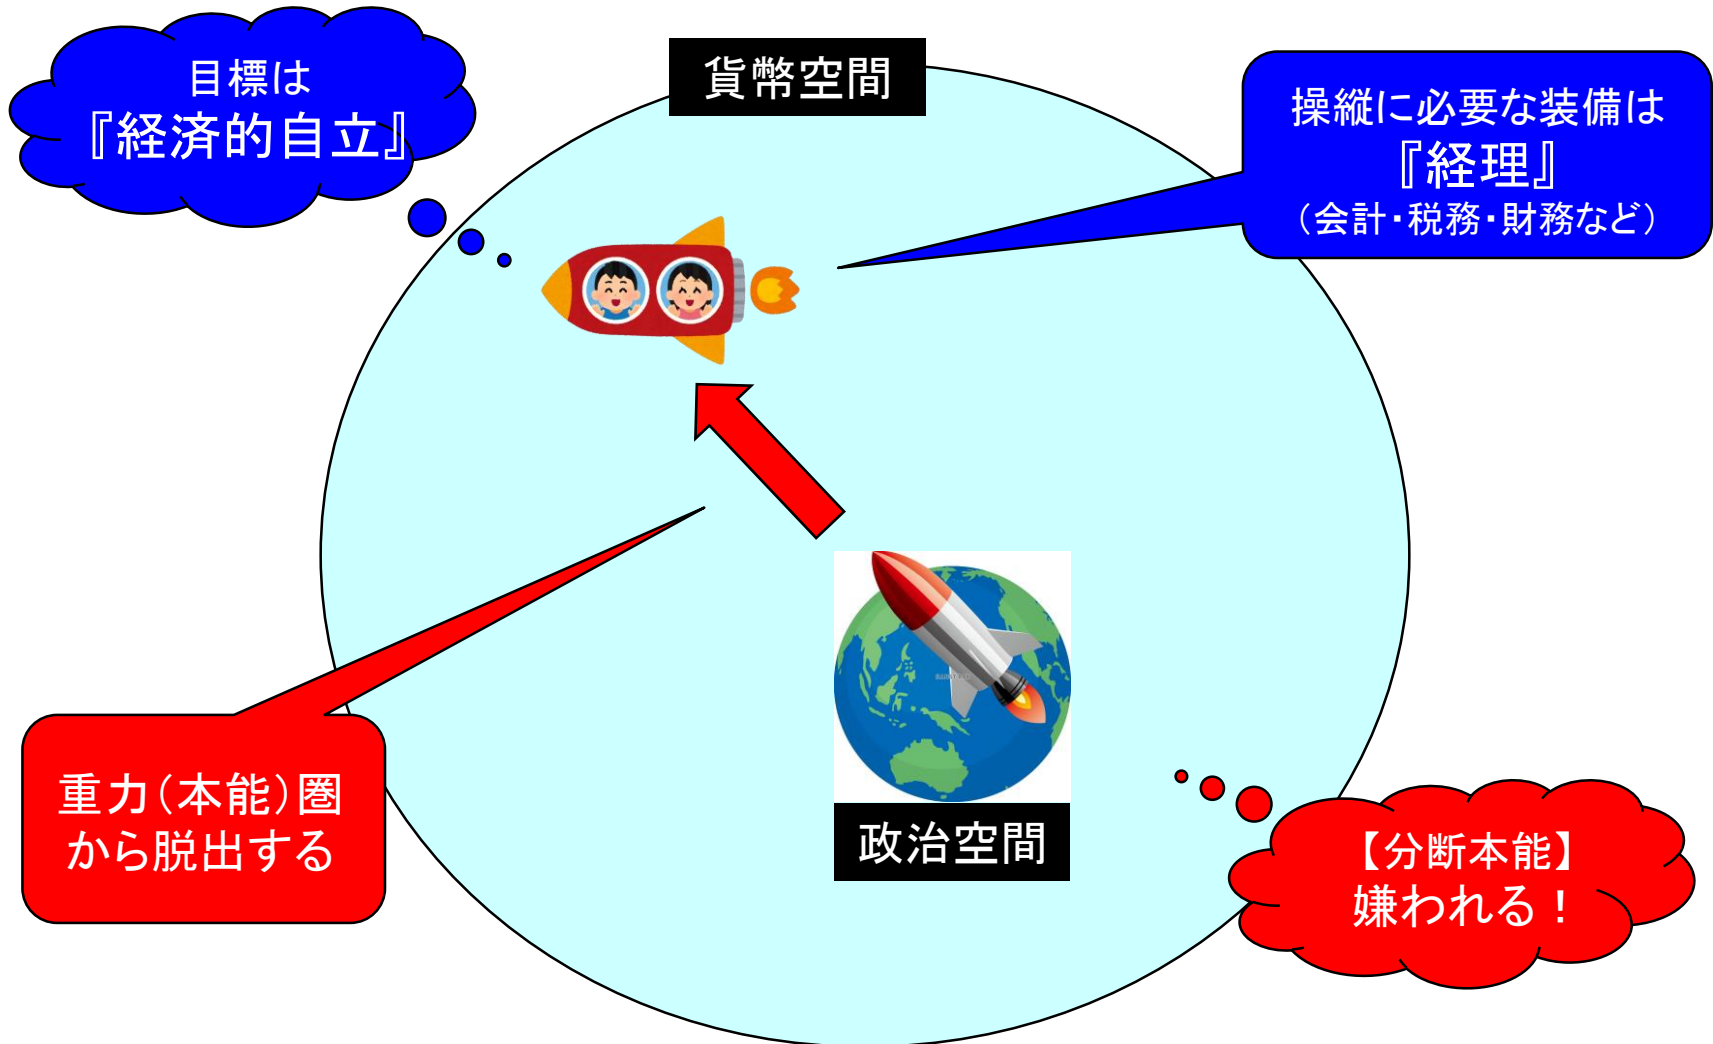 目標は
『経済的自立』
貨幣空間
操縦に必要な装備は
『経理』
(会計・税務・財務など)
重力(本能)圏
から脱出する
政治空間
【分断本能】
嫌われる!